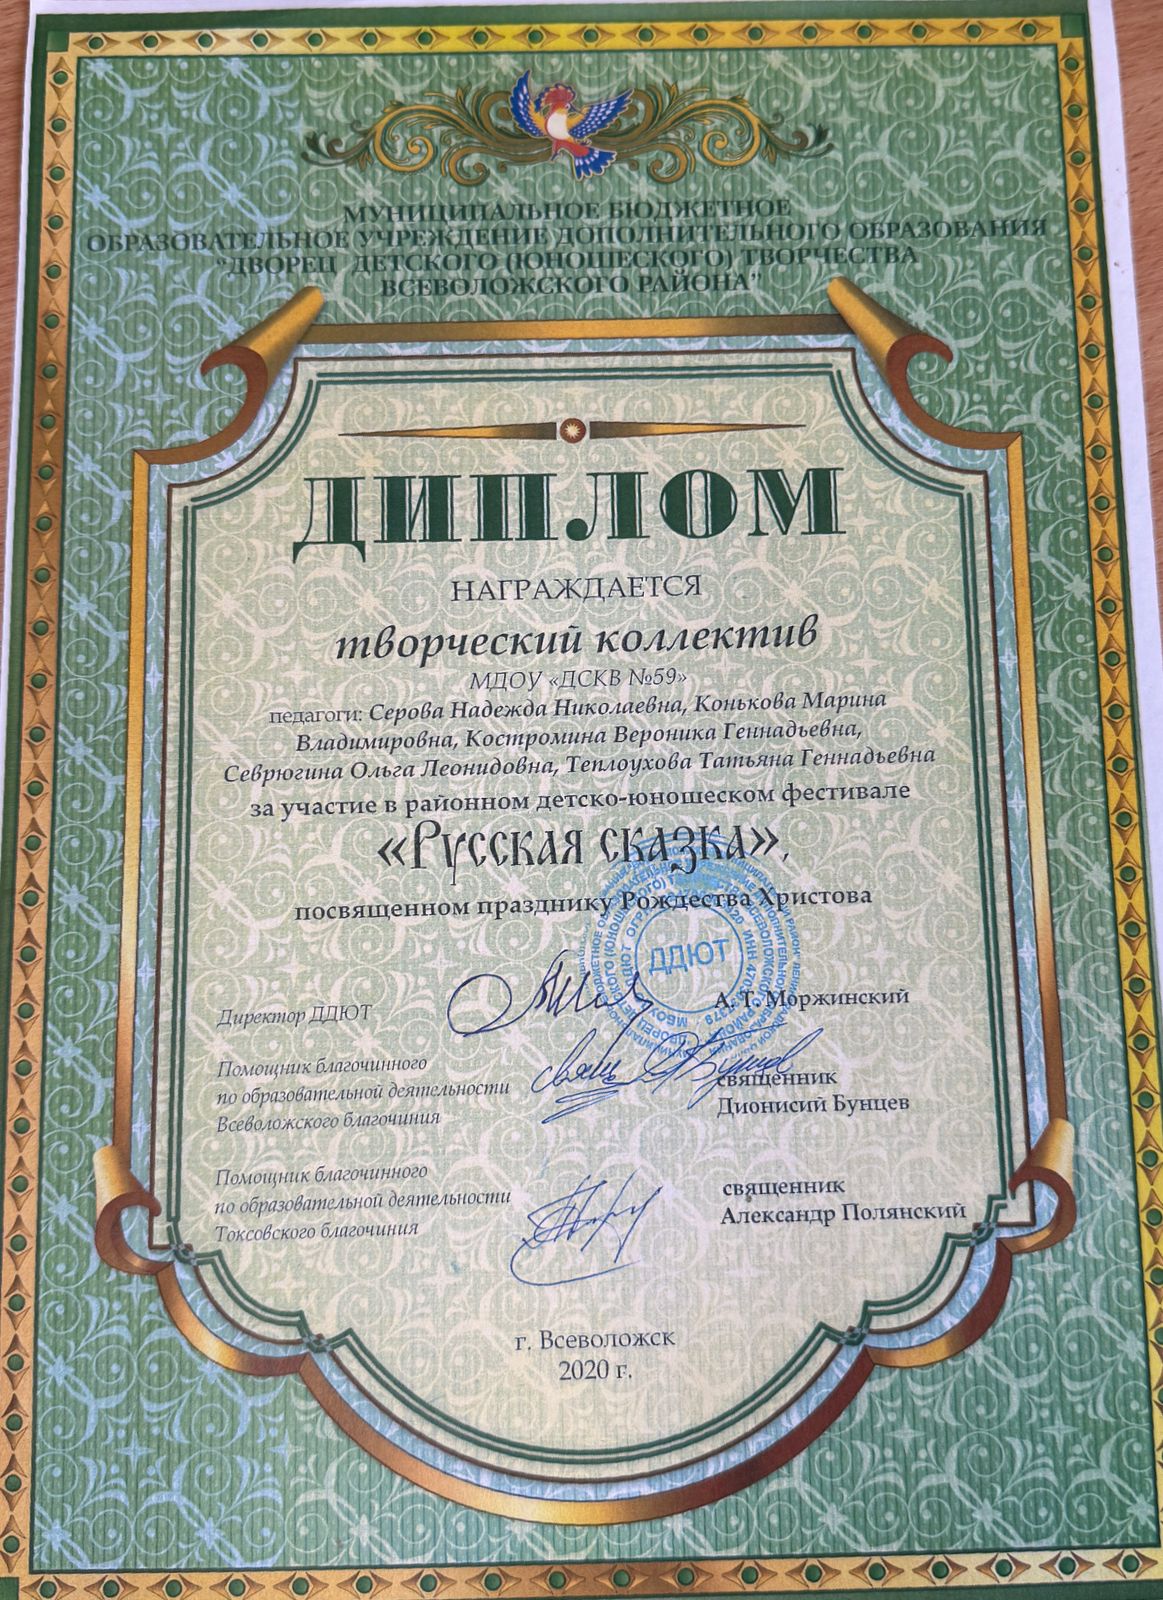 МУНИЦИПАЛЬНОЕ БЮДЖЕТНОЕ
ОБРАЗОВАТЕЛЬНОЕ УЧРЕЖДЕНИЕ ДОПОЛНИТЕЛЬНОГО ОБРАЗОВАНИЯ
"ДВОРЕЦ ДЕТСКОГО (ЮНОШЕСКОГО) ТВОРЧЕСТВА
ВСЕВОЛОЖСКОГО РАЙОНА"
ДИПЛОМ
НАГРАЖДАЕТСЯ
творческий коллектив
МДОУ «ДСКВ №59»
педагоги: Серова Надежда Николаевна, Конькова Марина
Владимировна, Костромина Вероника Геннадьевна,
Севрюгина Ольга Леонидовна, Теплоухова Татьяна Геннадьевна
за участие в районном детско-юношеском фестивале
«Русская сказка»,
посвященном празднику Рождества Христова
ДДЮТ
Директор ДДЮТ
А. Т. Моржинский
Помощник благочинного
по образовательной деятельности
Всеволожского благочиния
свящ
священник
Дионисий Бунцев
Помощник благочинного
по образовательной деятельности
Токсовского благочиния
священник
Александр Полянский
г. Всеволожск
2020 г.